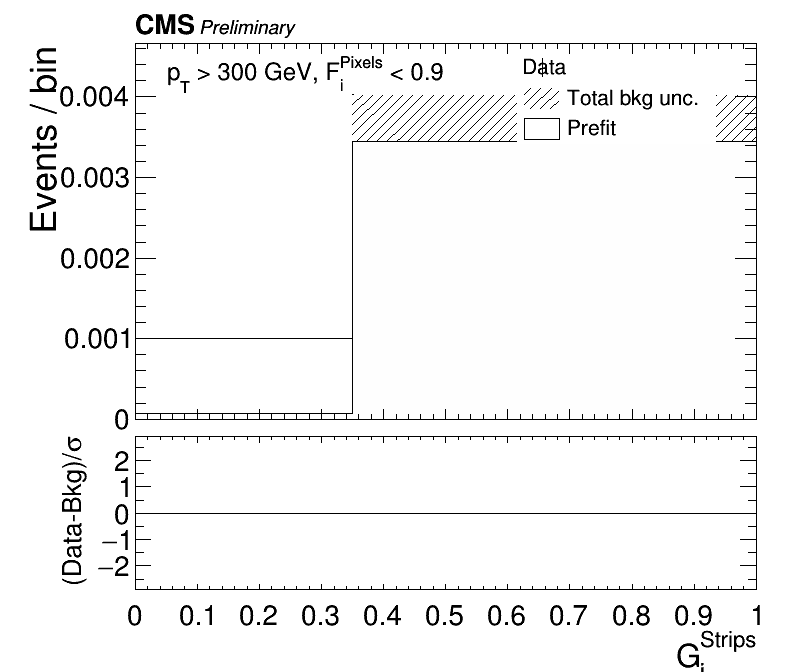 CMS Preliminary
Events / bin
p_T > 300 GeV, F_i^Pixels < 0.9
Data
Total bkg unc.
Prefit
0.004
0.003
0.002
0.001
0
(Data-Bkg)/σ
2
1
0
−1
−2
0 0.1 0.2 0.3 0.4 0.5 0.6 0.7 0.8 0.9 1
G_i^Strips